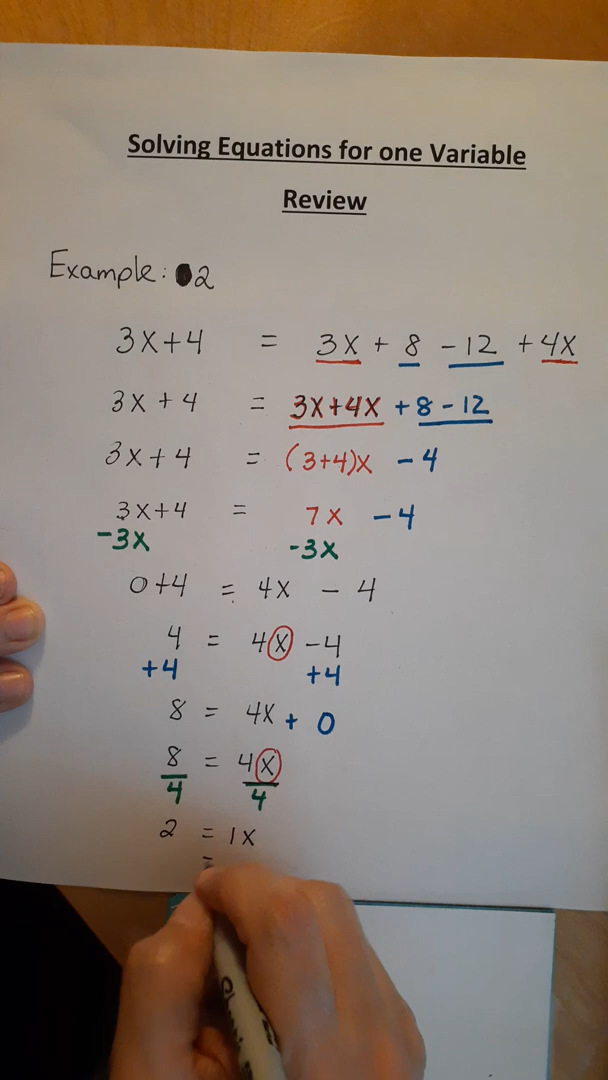 Solving Equations for one Variable
Review
Example: 2
3x+4 = 3x + 8 - 12 + 4x
3x + 4 = 3x+4x + 8 - 12
3x + 4 = (3+4)x - 4
3x+4 = 7x - 4
-3x -3x
0+4 = 4x - 4
4 = 4x - 4
+4 +4
8 = 4x + 0
8 = 4x
4 4
2 = 1x
=